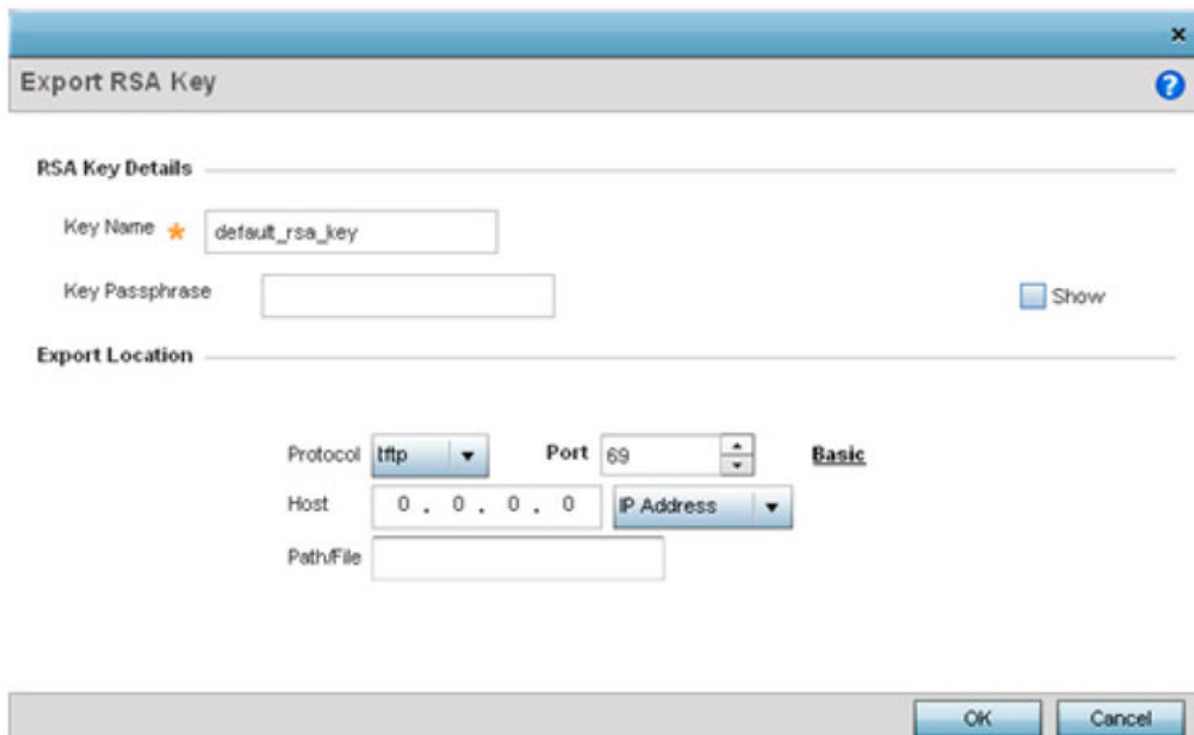 Export RSA Key
RSA Key Details
Key Name * default_rsa_key
Key Passphrase Show
Export Location
Protocol tftp Port 69 Basic
Host 0 . 0 . 0 . 0 IP Address
Path/File
OK Cancel